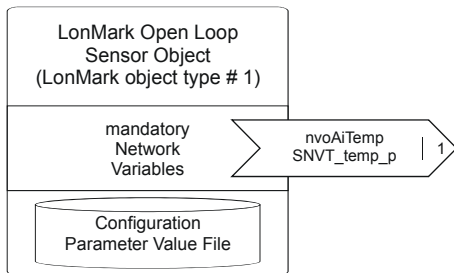 LonMark Open Loop
Sensor Object
(LonMark object type # 1)
mandatory
Network
Variables
nvoAiTemp
SNVT_temp_p
1
Configuration
Parameter Value File